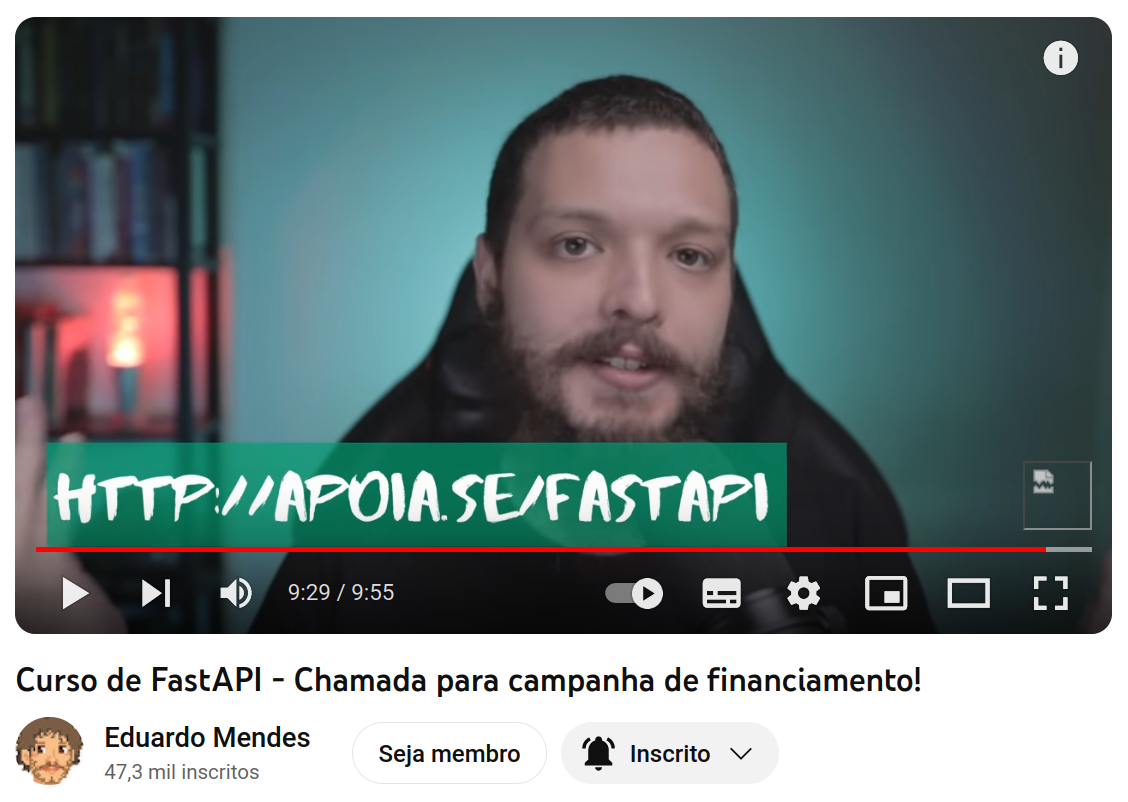 HTTP://APOIA.SE/FASTAPI
9:29 / 9:55
Curso de FastAPI - Chamada para campanha de financiamento!
Eduardo Mendes
47,3 mil inscritos
Seja membro
Inscrito